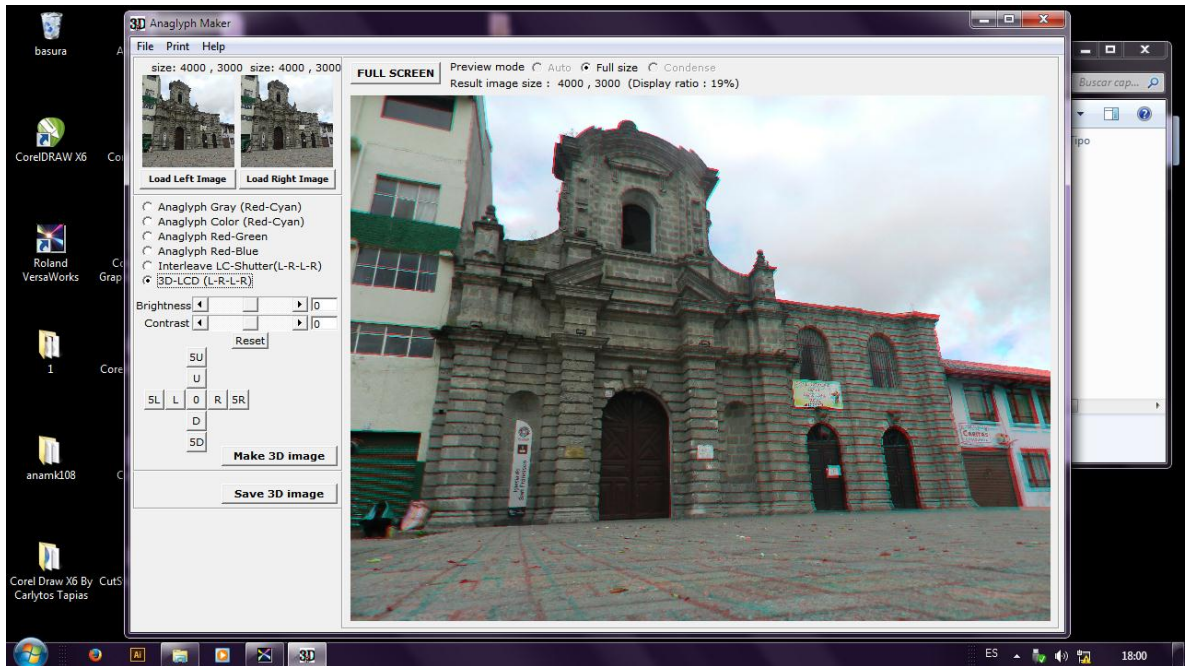 basura
CorelDRAW X6
Roland
VersaWorks
1
anamk108
Corel Draw X6 By
Carlytos Tapias
3D Anaglyph Maker
File Print Help
size: 4000 , 3000 size: 4000 , 3000
Load Left Image Load Right Image
Anaglyph Gray (Red-Cyan)
Anaglyph Color (Red-Cyan)
Anaglyph Red-Green
Anaglyph Red-Blue
Interleave LC-Shutter(L-R-L-R)
3D-LCD (L-R-L-R)
Brightness 0
Contrast 0
Reset
5U
U
5L L 0 R 5R
D
5D
Make 3D image
Save 3D image
FULL SCREEN
Preview mode Auto Full size Condense
Result image size : 4000 , 3000 (Display ratio : 19%)
Buscar cap...
Ai
3D
ES
18:00